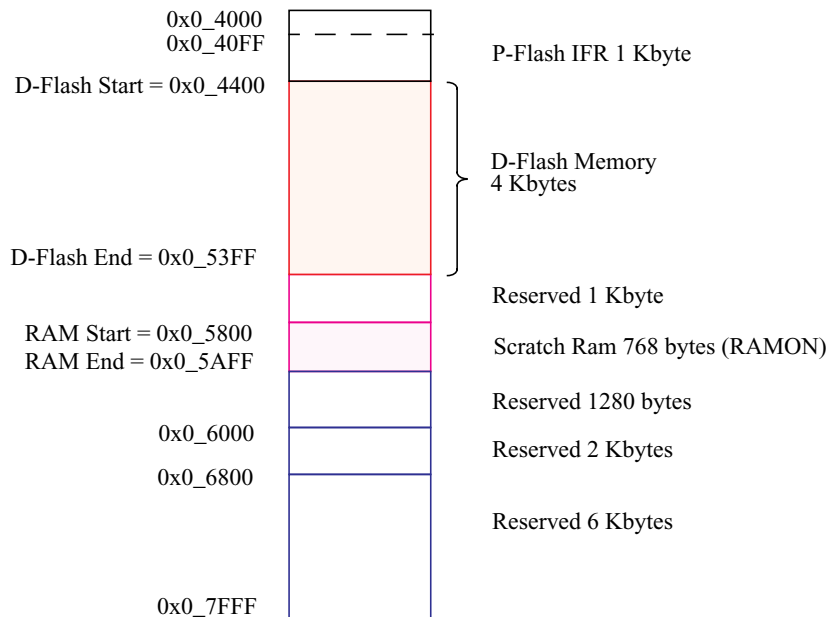 0x0_4000
0x0_40FF
P-Flash IFR 1 Kbyte
D-Flash Start = 0x0_4400
D-Flash Memory
4 Kbytes
D-Flash End = 0x0_53FF
Reserved 1 Kbyte
RAM Start = 0x0_5800
Scratch Ram 768 bytes (RAMON)
RAM End = 0x0_5AFF
Reserved 1280 bytes
0x0_6000
Reserved 2 Kbytes
0x0_6800
Reserved 6 Kbytes
0x0_7FFF